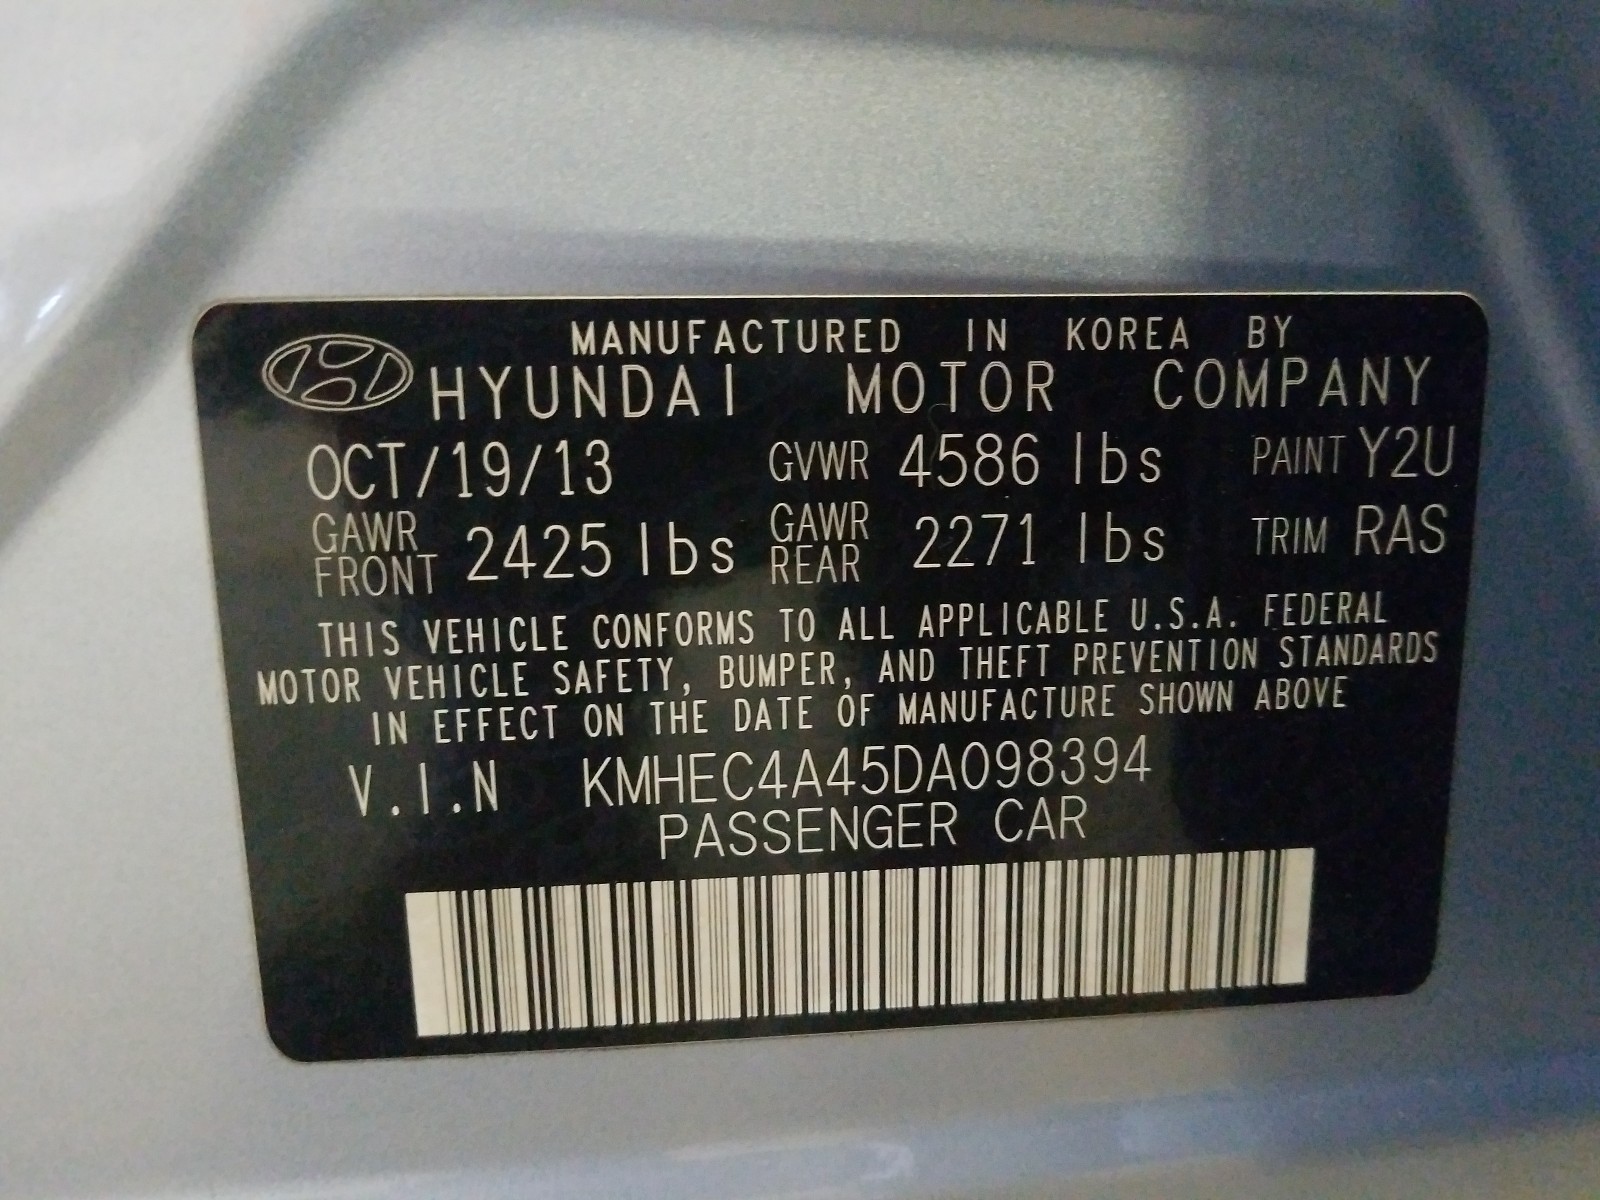 MANUFACTURED IN KOREA BY
HYUNDAI MOTOR COMPANY
OCT/19/13 GVWR 4586 lbs PAINT Y2U
GAWR FRONT 2425 lbs GAWR REAR 2271 lbs TRIM RAS
THIS VEHICLE CONFORMS TO ALL APPLICABLE U.S.A. FEDERAL
MOTOR VEHICLE SAFETY, BUMPER, AND THEFT PREVENTION STANDARDS
IN EFFECT ON THE DATE OF MANUFACTURE SHOWN ABOVE
V.I.N KMHEC4A45DA098394
PASSENGER CAR